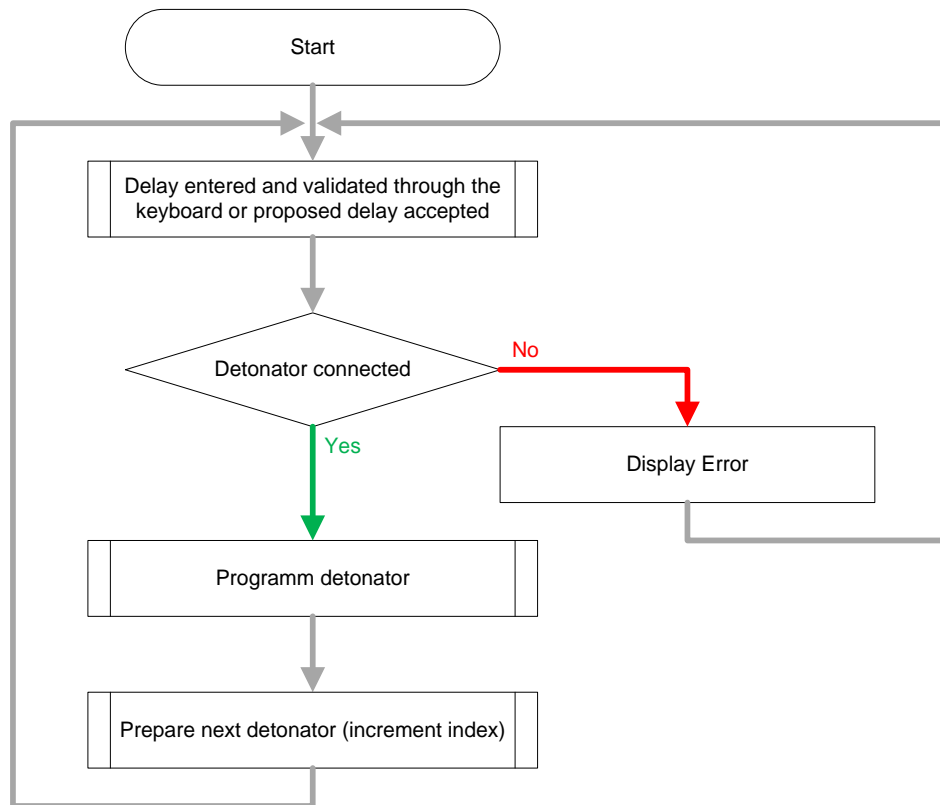 Start
Delay entered and validated through the
keyboard or proposed delay accepted
Detonator connected
No
Yes
Display Error
Programm detonator
Prepare next detonator (increment index)